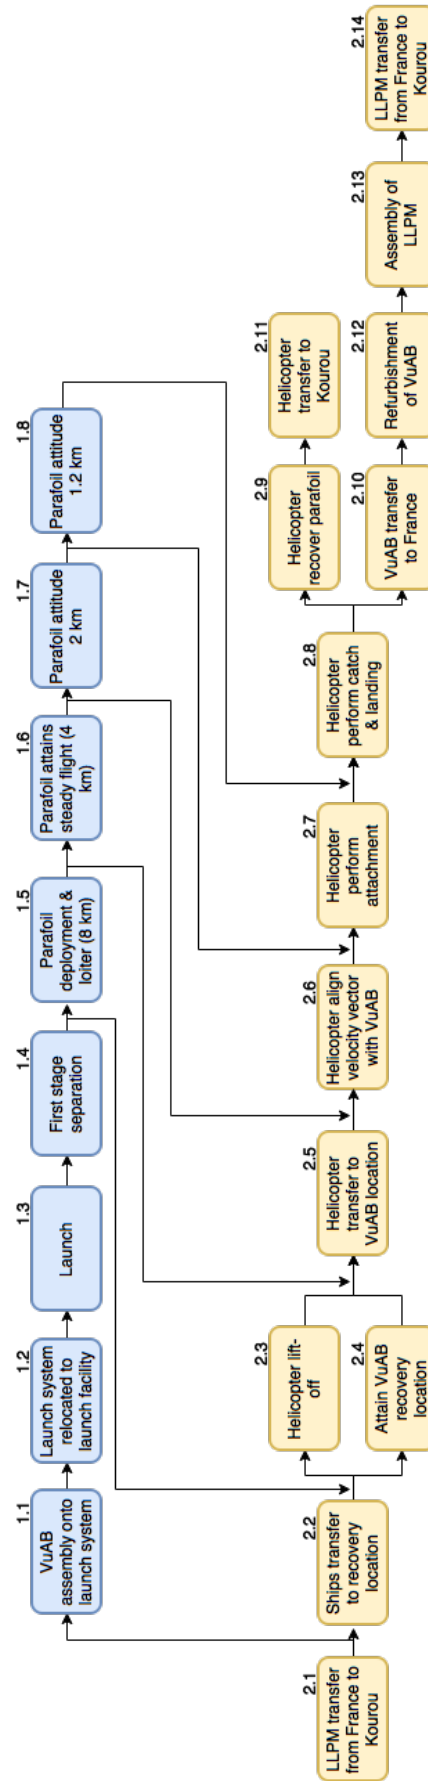 1.1
VuAB
assembly onto
launch system
1.2
Launch system
relocated to
launch facility
1.3
Launch
1.4
First stage
separation
1.5
Parafoil
deployment &
loiter (8 km)
1.6
Parafoil attains
steady flight (4
km)
1.7
Parafoil attitude
2 km
1.8
Parafoil attitude
1.2 km
2.1
LLPM transfer
from France to
Kourou
2.2
Ships transfer
to recovery
location
2.3
Helicopter lift-
off
2.4
Attain VuAB
recovery
location
2.5
Helicopter
transfer to
VuAB location
2.6
Helicopter align
velocity vector
with VuAB
2.7
Helicopter
perform
attachment
2.8
Helicopter
perform catch
& landing
2.9
Helicopter
recover parafoil
2.10
VuAB transfer
to France
2.11
Helicopter
transfer to
Kourou
2.12
Refurbishment
of VuAB
2.13
Assembly of
LLPM
2.14
LLPM transfer
from France to
Kourou